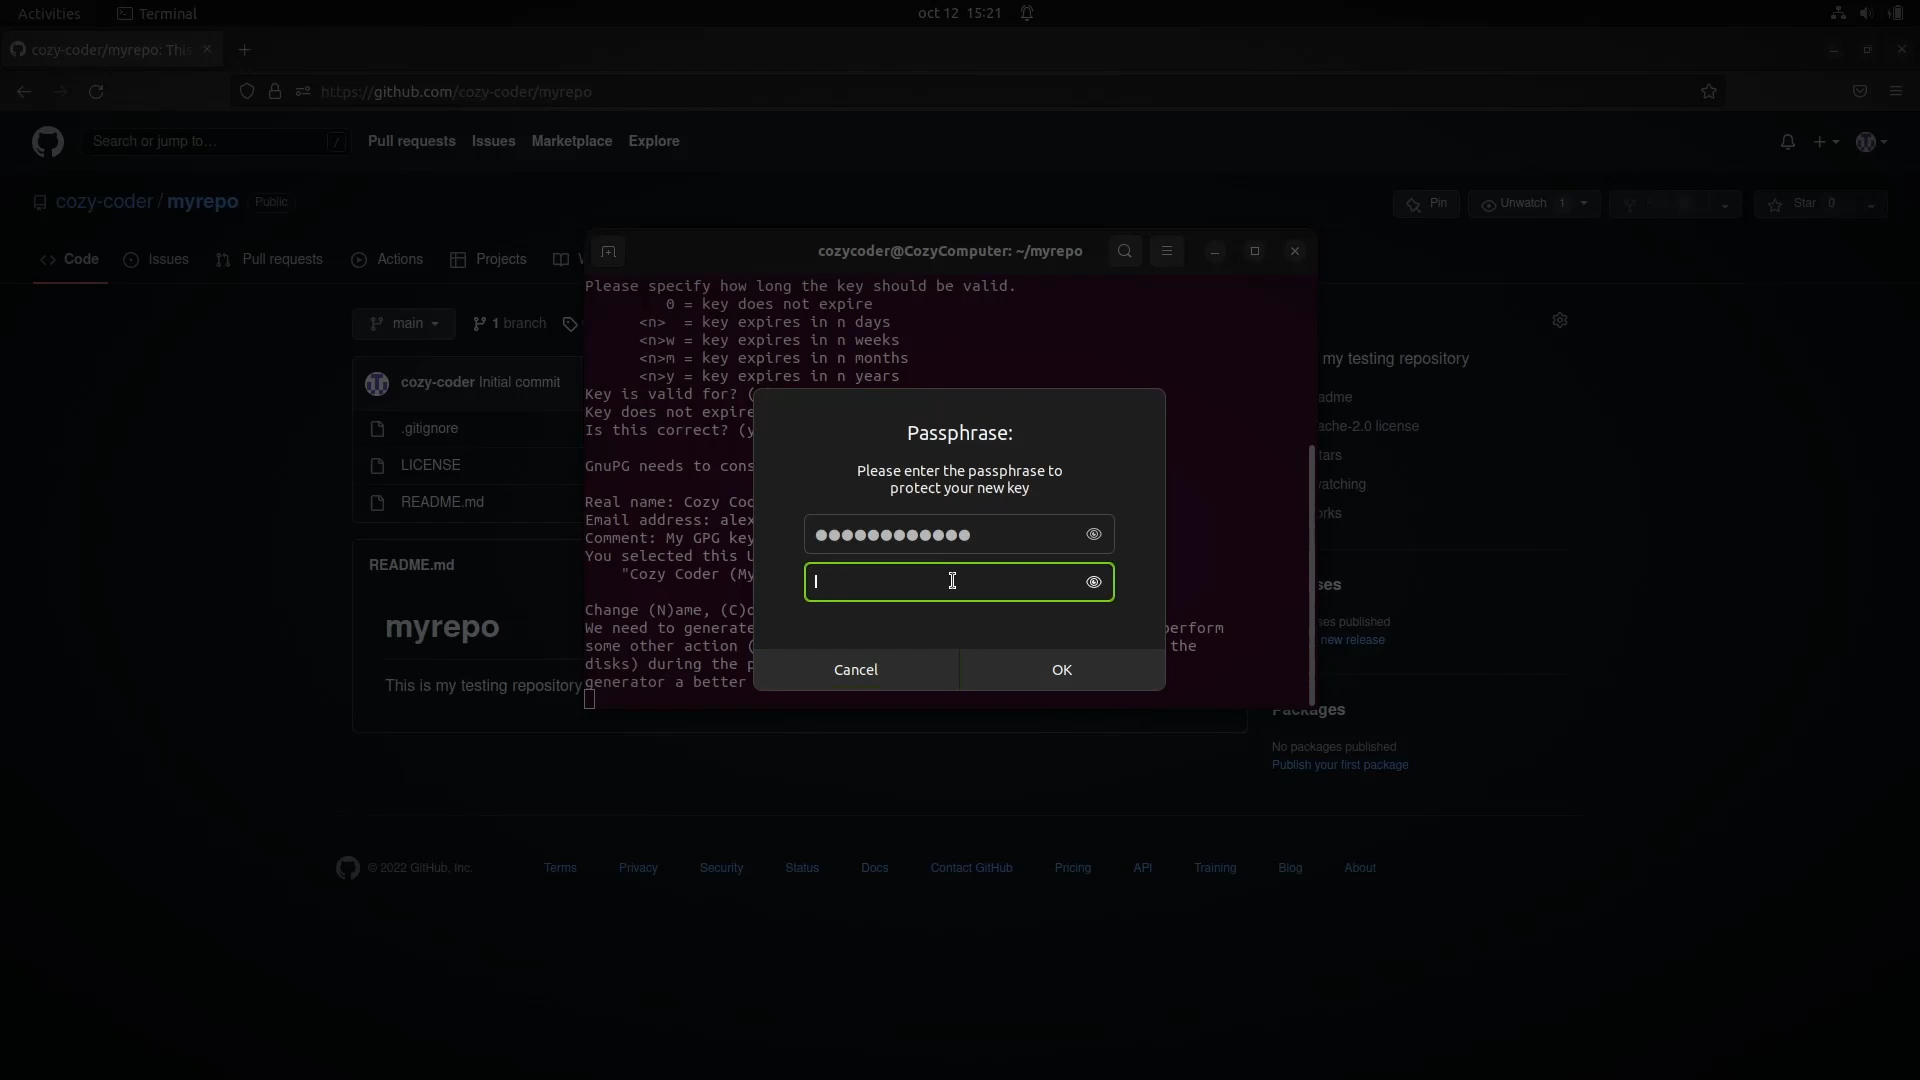 Activities
Terminal
oct 12 15:21
cozy-coder/myrepo: This
https://github.com/cozy-coder/myrepo
Search or jump to…
/
Pull requests
Issues
Marketplace
Explore
cozy-coder / myrepo
Public
Pin
Unwatch 1
Star 0
Code
Issues
Pull requests
Actions
Projects
cozycoder@CozyComputer: ~/myrepo
main
1 branch
cozy-coder Initial commit
.gitignore
LICENSE
README.md
README.md
myrepo
This is my testing repository
Please specify how long the key should be valid.
0 = key does not expire
<n> = key expires in n days
<n>w = key expires in n weeks
<n>m = key expires in n months
<n>y = key expires in n years
Key is valid for? (
Key does not expire
Is this correct? (y
GnuPG needs to cons
Real name: Cozy Coo
Email address: alex
Comment: My GPG key
You selected this U
"Cozy Coder (My
Change (N)ame, (C)o
We need to generate perform
some other action ( the
disks) during the p
generator a better
Passphrase:
Please enter the passphrase to
protect your new key
Cancel
OK
my testing repository
adme
ache-2.0 license
tars
atching
orks
ses
ses published
new release
Packages
No packages published
Publish your first package
© 2022 GitHub, Inc.
Terms
Privacy
Security
Status
Docs
Contact GitHub
Pricing
API
Training
Blog
About